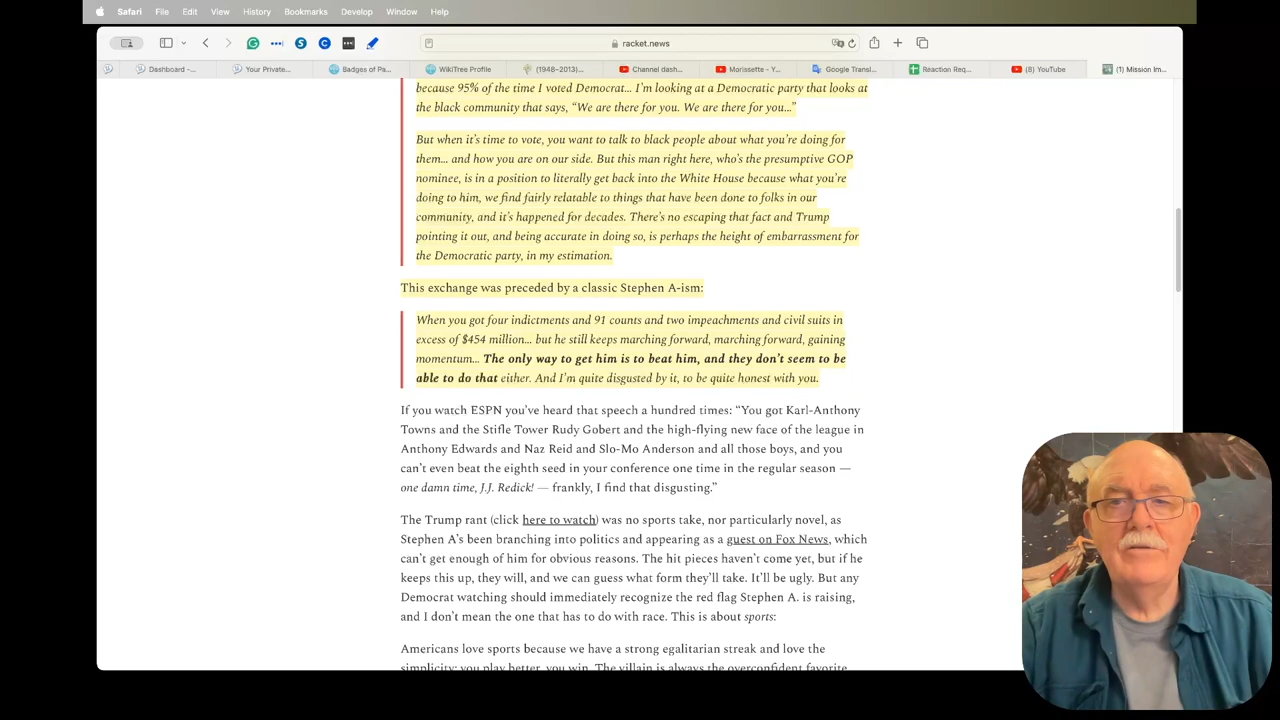 Safari File Edit View History Bookmarks Develop Window Help
racket.news
Dashboard -... Your Private... Badges of Pa... WikiTree Profile (1948–2013)... Channel dash... Morissette - Y... Google Transl... Reaction Req... (8) YouTube (1) Mission Im...
because 95% of the time I voted Democrat... I’m looking at a Democratic party that looks at
the black community that says, “We are there for you. We are there for you...”
But when it’s time to vote, you want to talk to black people about what you’re doing for
them... and how you are on our side. But this man right here, who’s the presumptive GOP
nominee, is in a position to literally get back into the White House because what you’re
doing to him, we find fairly relatable to things that have been done to folks in our
community, and it’s happened for decades. There’s no escaping that fact and Trump
pointing it out, and being accurate in doing so, is perhaps the height of embarrassment for
the Democratic party, in my estimation.
This exchange was preceded by a classic Stephen A-ism:
When you got four indictments and 91 counts and two impeachments and civil suits in
excess of $454 million... but he still keeps marching forward, marching forward, gaining
momentum... The only way to get him is to beat him, and they don’t seem to be
able to do that either. And I’m quite disgusted by it, to be quite honest with you.
If you watch ESPN you’ve heard that speech a hundred times: “You got Karl-Anthony
Towns and the Stifle Tower Rudy Gobert and the high-flying new face of the league in
Anthony Edwards and Naz Reid and Slo-Mo Anderson and all those boys, and you
can’t even beat the eighth seed in your conference one time in the regular season —
one damn time, J.J. Redick! — frankly, I find that disgusting.”
The Trump rant (click here to watch) was no sports take, nor particularly novel, as
Stephen A’s been branching into politics and appearing as a guest on Fox News, which
can’t get enough of him for obvious reasons. The hit pieces haven’t come yet, but if he
keeps this up, they will, and we can guess what form they’ll take. It’ll be ugly. But any
Democrat watching should immediately recognize the red flag Stephen A. is raising,
and I don’t mean the one that has to do with race. This is about sports:
Americans love sports because we have a strong egalitarian streak and love the
simplicity: you play better, you win. The villain is always the overconfident favorite